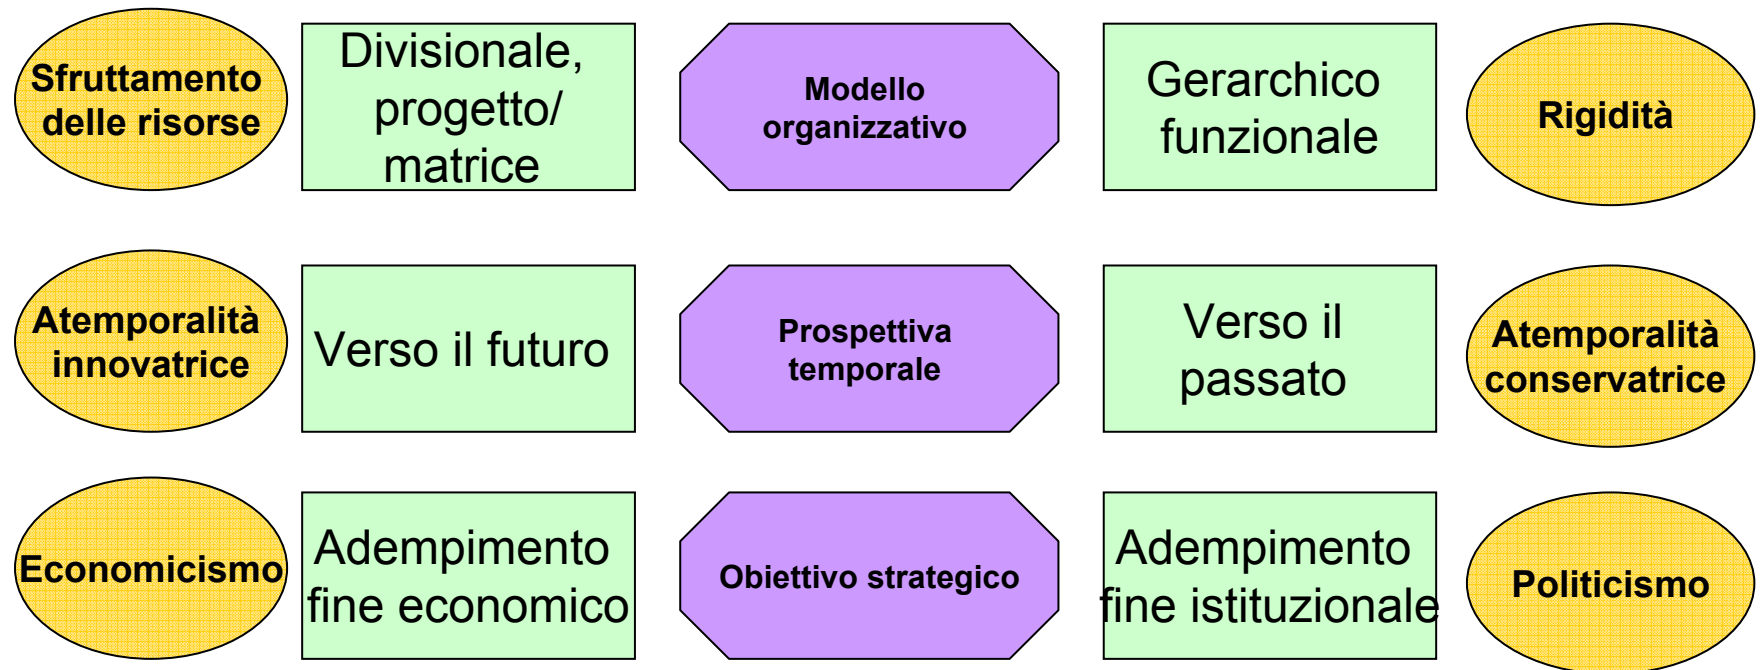 Sfruttamento
delle risorse
Divisionale,
progetto/
matrice
Modello
organizzativo
Gerarchico
funzionale
Rigidità
Atemporalità
innovatrice
Verso il futuro
Prospettiva
temporale
Verso il
passato
Atemporalità
conservatrice
Economicismo
Adempimento
fine economico
Obiettivo strategico
Adempimento
fine istituzionale
Politicismo